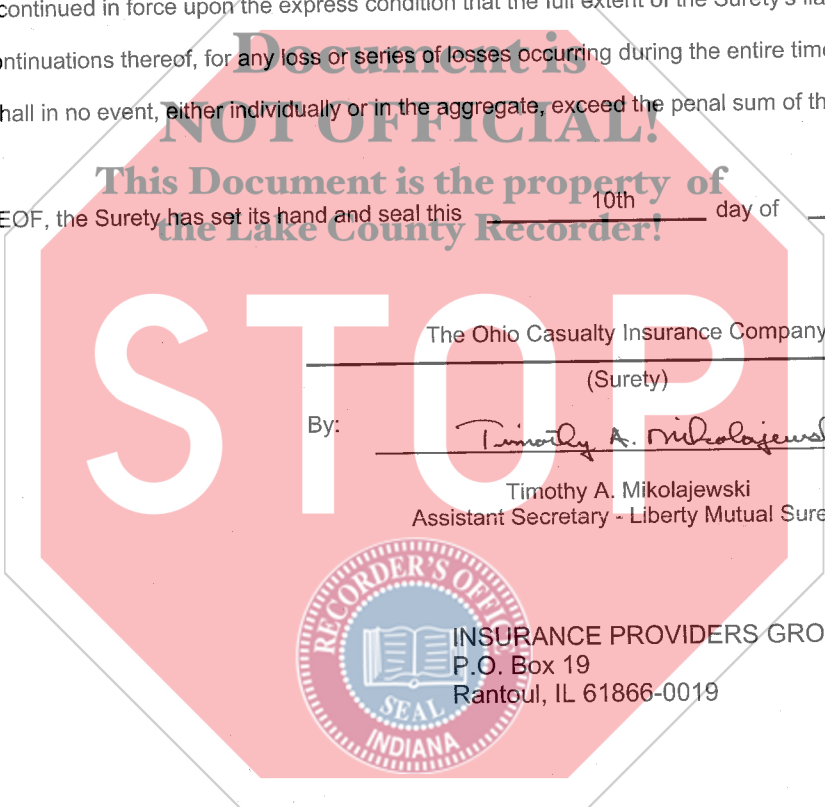 continued in force upon the express condition that the full extent of the Surety's
Document is
ontinuations thereof, for any loss or series of losses occurring during the entire time
NOT OFFICIAL!
hall in no event, either individually or in the aggregate, exceed the penal sum of th
This Document is the property of
EOF, the Surety has set its hand and seal this 10th day of
the Lake County Recorder!
STOP
The Ohio Casualty Insurance Company
(Surety)
By: Timothy A. Mikolajews
Timothy A. Mikolajewski
Assistant Secretary - Liberty Mutual Sure
RECORDER'S OFFICE
INSURANCE PROVIDERS GRO
P.O. Box 19
Rantoul, IL 61866-0019
SEAL
INDIANA